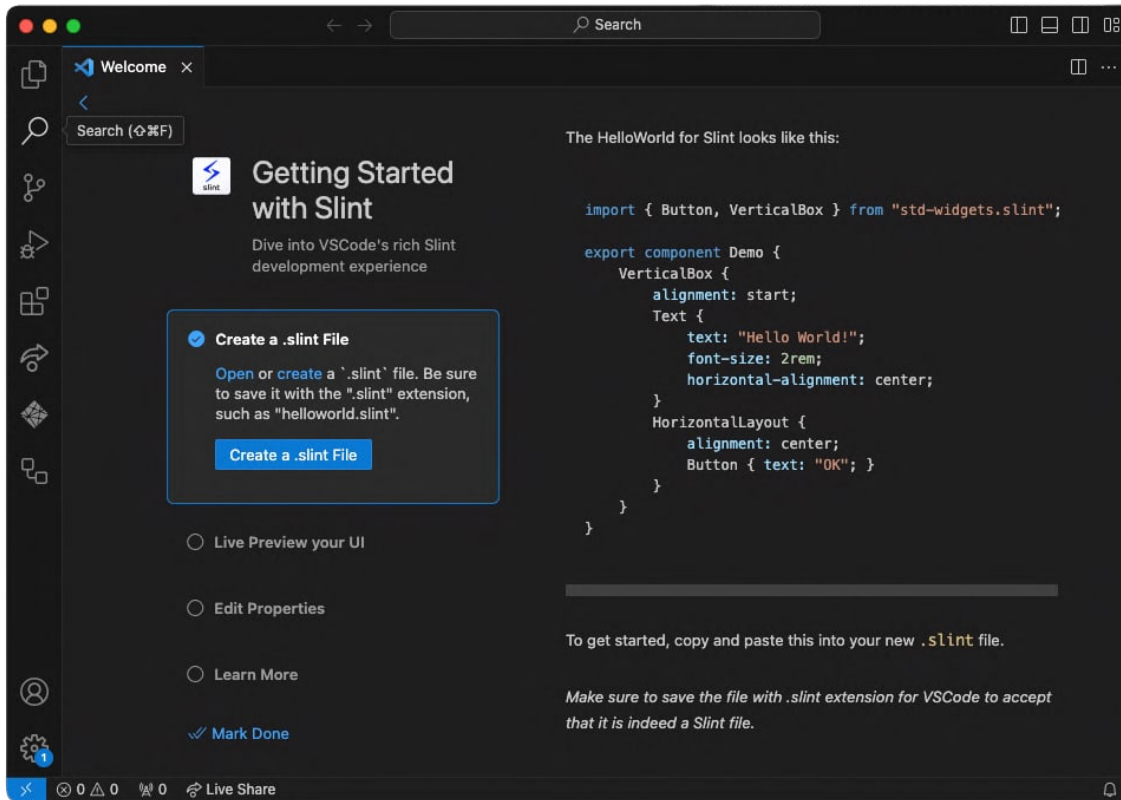 Search
Welcome
Search (⇧⌘F)
slint
Getting Started
with Slint
Dive into VSCode's rich Slint
development experience
Create a .slint File
Open or create a `.slint` file. Be sure
to save it with the ".slint" extension,
such as "helloworld.slint".
Create a .slint File
Live Preview your UI
Edit Properties
Learn More
Mark Done
The HelloWorld for Slint looks like this:
import { Button, VerticalBox } from "std-widgets.slint";
export component Demo {
    VerticalBox {
        alignment: start;
        Text {
            text: "Hello World!";
            font-size: 2rem;
            horizontal-alignment: center;
        }
        HorizontalLayout {
            alignment: center;
            Button { text: "OK"; }
        }
    }
}
To get started, copy and paste this into your new .slint file.
Make sure to save the file with .slint extension for VSCode to accept
that it is indeed a Slint file.
1
0 0 0 Live Share